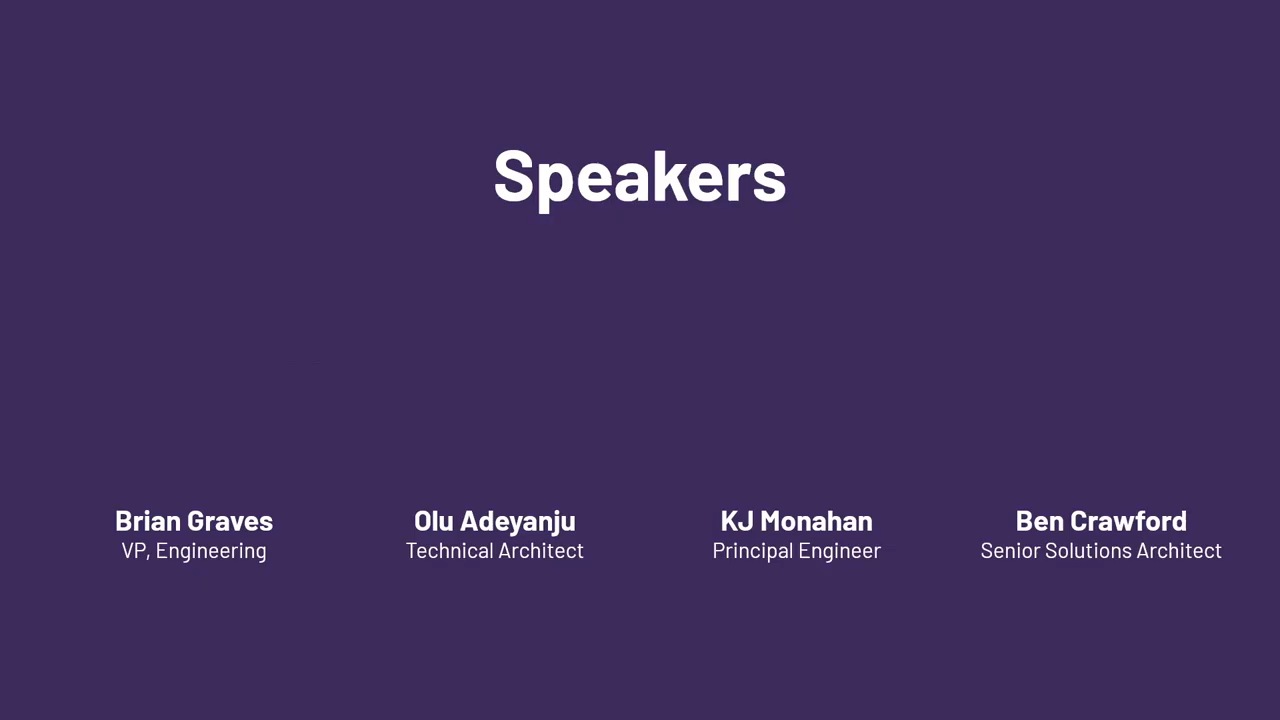 Speakers
Brian Graves
VP, Engineering
Olu Adeyanju
Technical Architect
KJ Monahan
Principal Engineer
Ben Crawford
Senior Solutions Architect